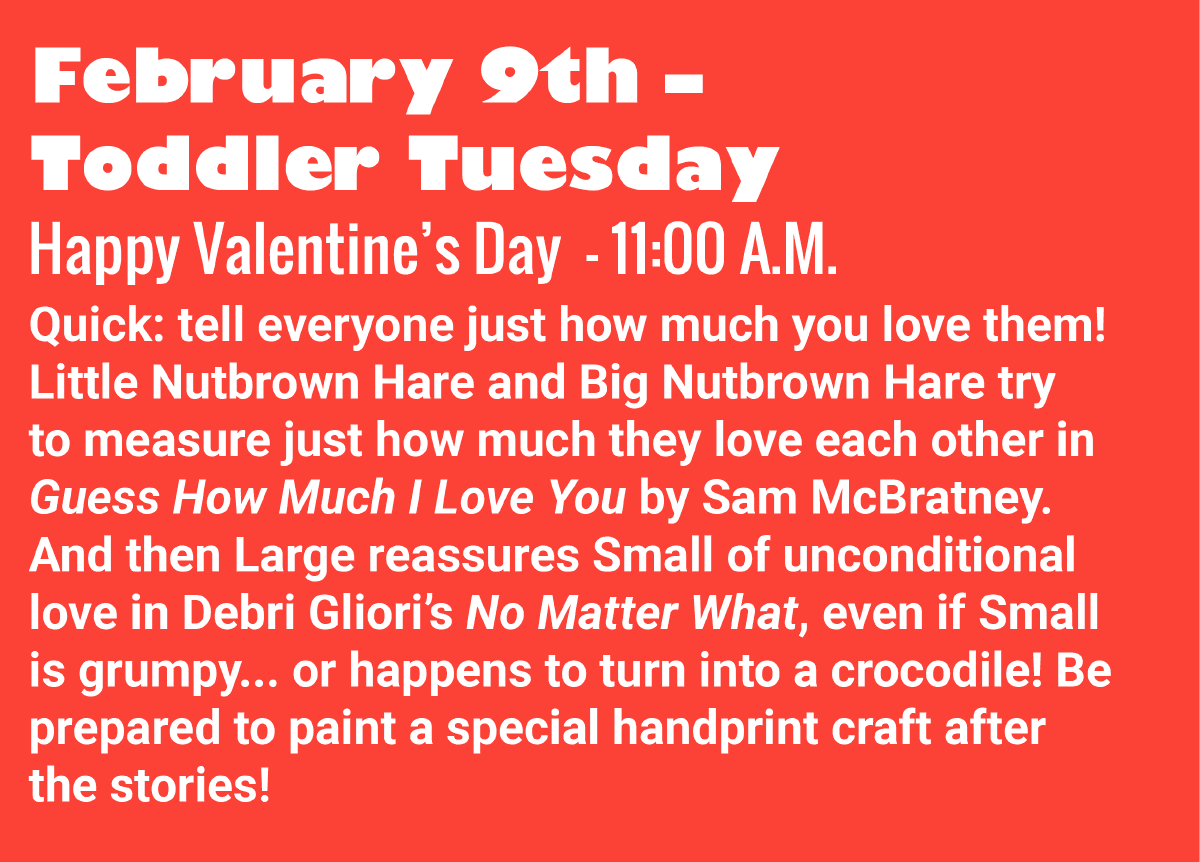 February 9th –
Toddler Tuesday
Happy Valentine’s Day - 11:00 A.M.
Quick: tell everyone just how much you love them!
Little Nutbrown Hare and Big Nutbrown Hare try
to measure just how much they love each other in
Guess How Much I Love You by Sam McBratney.
And then Large reassures Small of unconditional
love in Debri Gliori’s No Matter What, even if Small
is grumpy... or happens to turn into a crocodile! Be
prepared to paint a special handprint craft after
the stories!